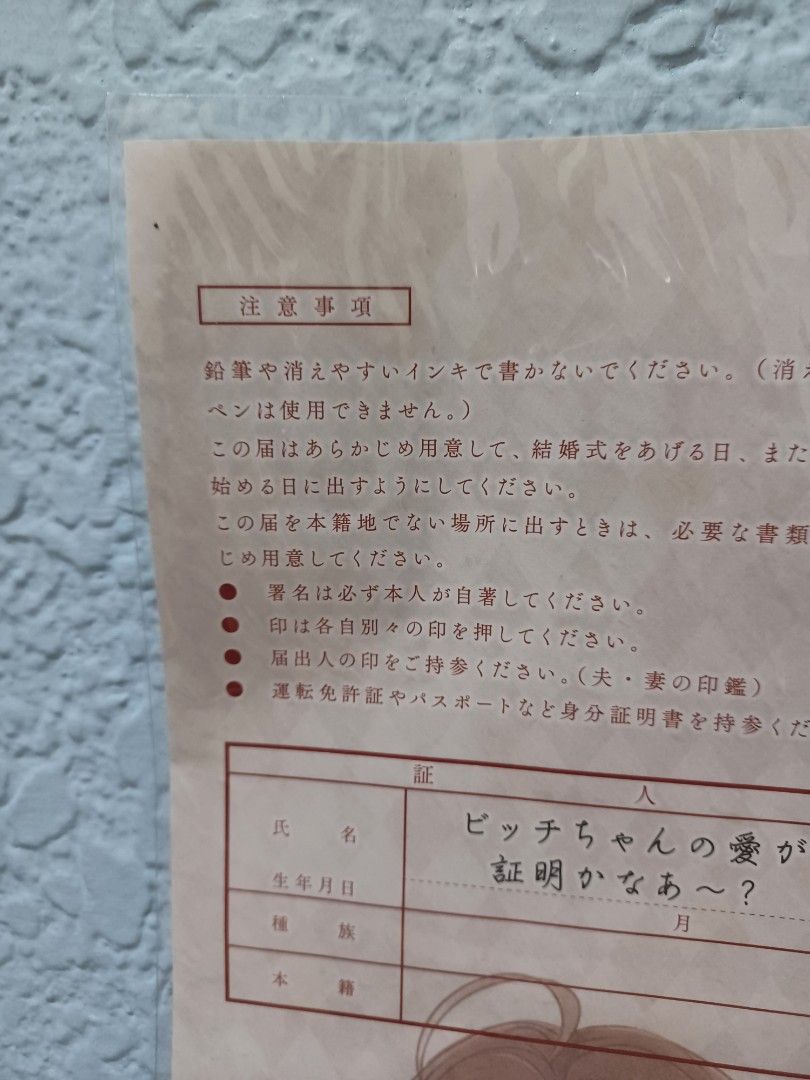 注意事項
鉛筆や消えやすいインキで書かないでください。(消え
ペンは使用できません。)
この届はあらかじめ用意して、結婚式をあげる日、また
始める日に出すようにしてください。
この届を本籍地でない場所に出すときは、必要な書類
じめ用意してください。
● 署名は必ず本人が自著してください。
● 印は各自別々の印を押してください。
● 届出人の印をご持参ください。(夫・妻の印鑑)
● 運転免許証やパスポートなど身分証明書を持参くだ
証人
氏名
ビッチちゃんの愛が
証明かなあ~?
生年月日
月
種族
本籍